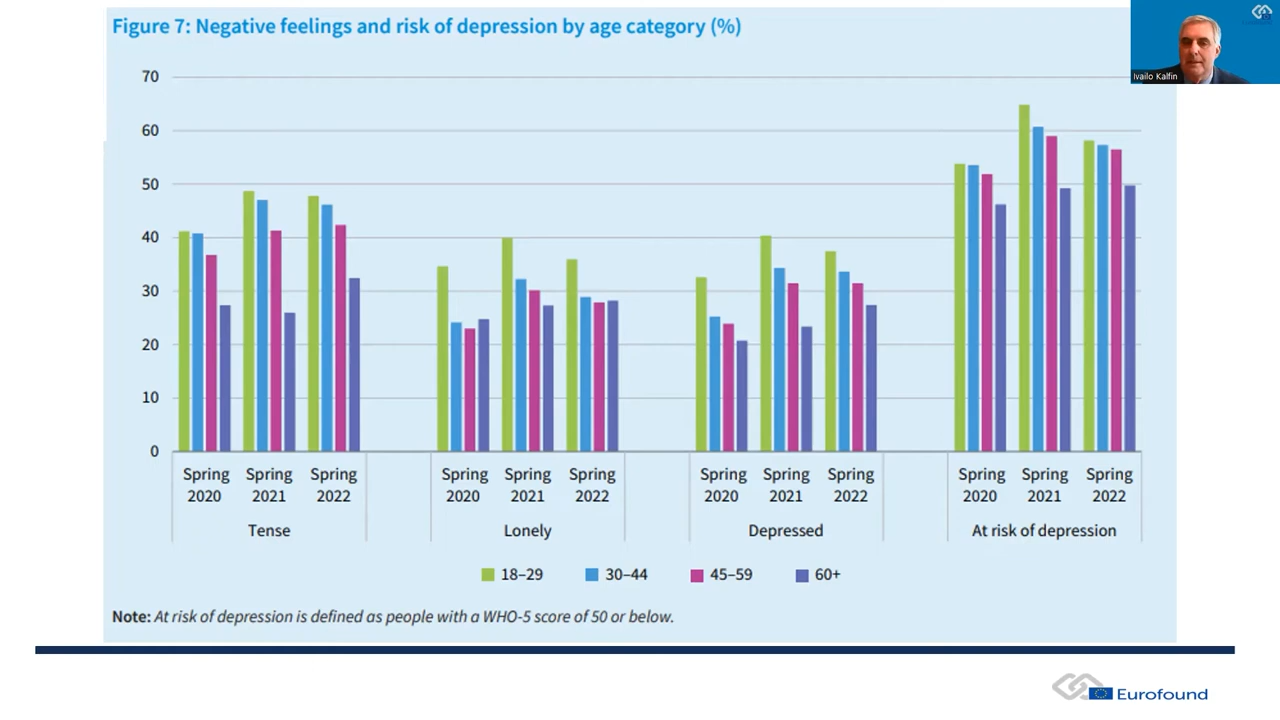 Figure 7: Negative feelings and risk of depression by age category (%)
Ivailo Kalfin
70
60
50
40
30
20
10
0
Spring Spring Spring Spring Spring Spring Spring Spring Spring Spring Spring Spring
2020 2021 2022 2020 2021 2022 2020 2021 2022 2020 2021 2022
Tense Lonely Depressed At risk of depression
18–29 30–44 45–59 60+
Note: At risk of depression is defined as people with a WHO-5 score of 50 or below.
Eurofound